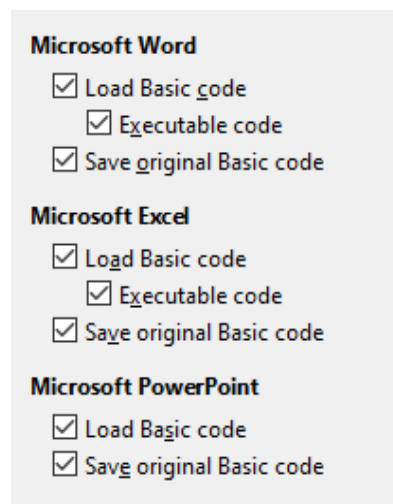 Microsoft Word
Load Basic code
Executable code
Save original Basic code
Microsoft Excel
Load Basic code
Executable code
Save original Basic code
Microsoft PowerPoint
Load Basic code
Save original Basic code